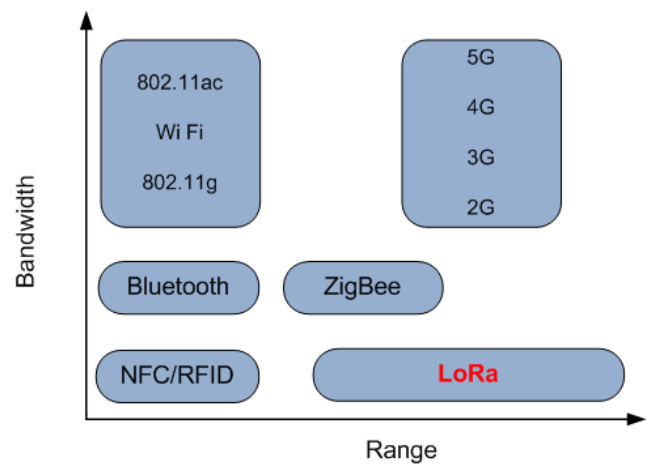 802.11ac
Wi Fi
802.11g
5G
4G
3G
2G
Bandwidth
Bluetooth
ZigBee
NFC/RFID
LoRa
Range